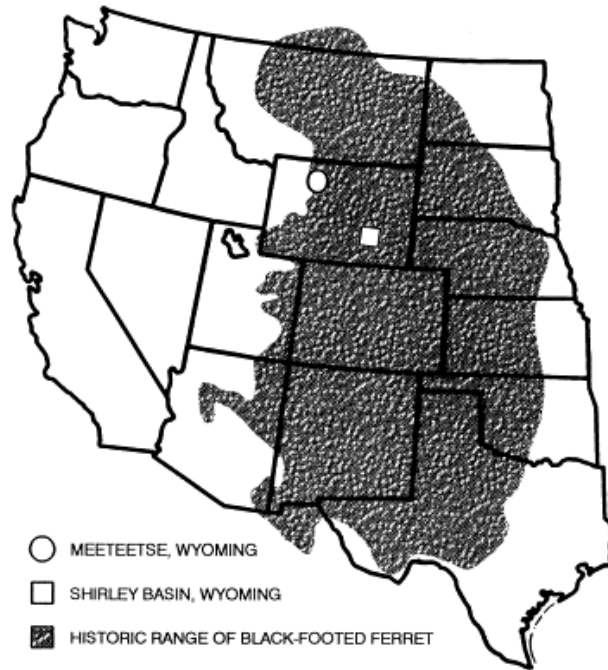 MEETEETSE, WYOMING
SHIRLEY BASIN, WYOMING
HISTORIC RANGE OF BLACK-FOOTED FERRET